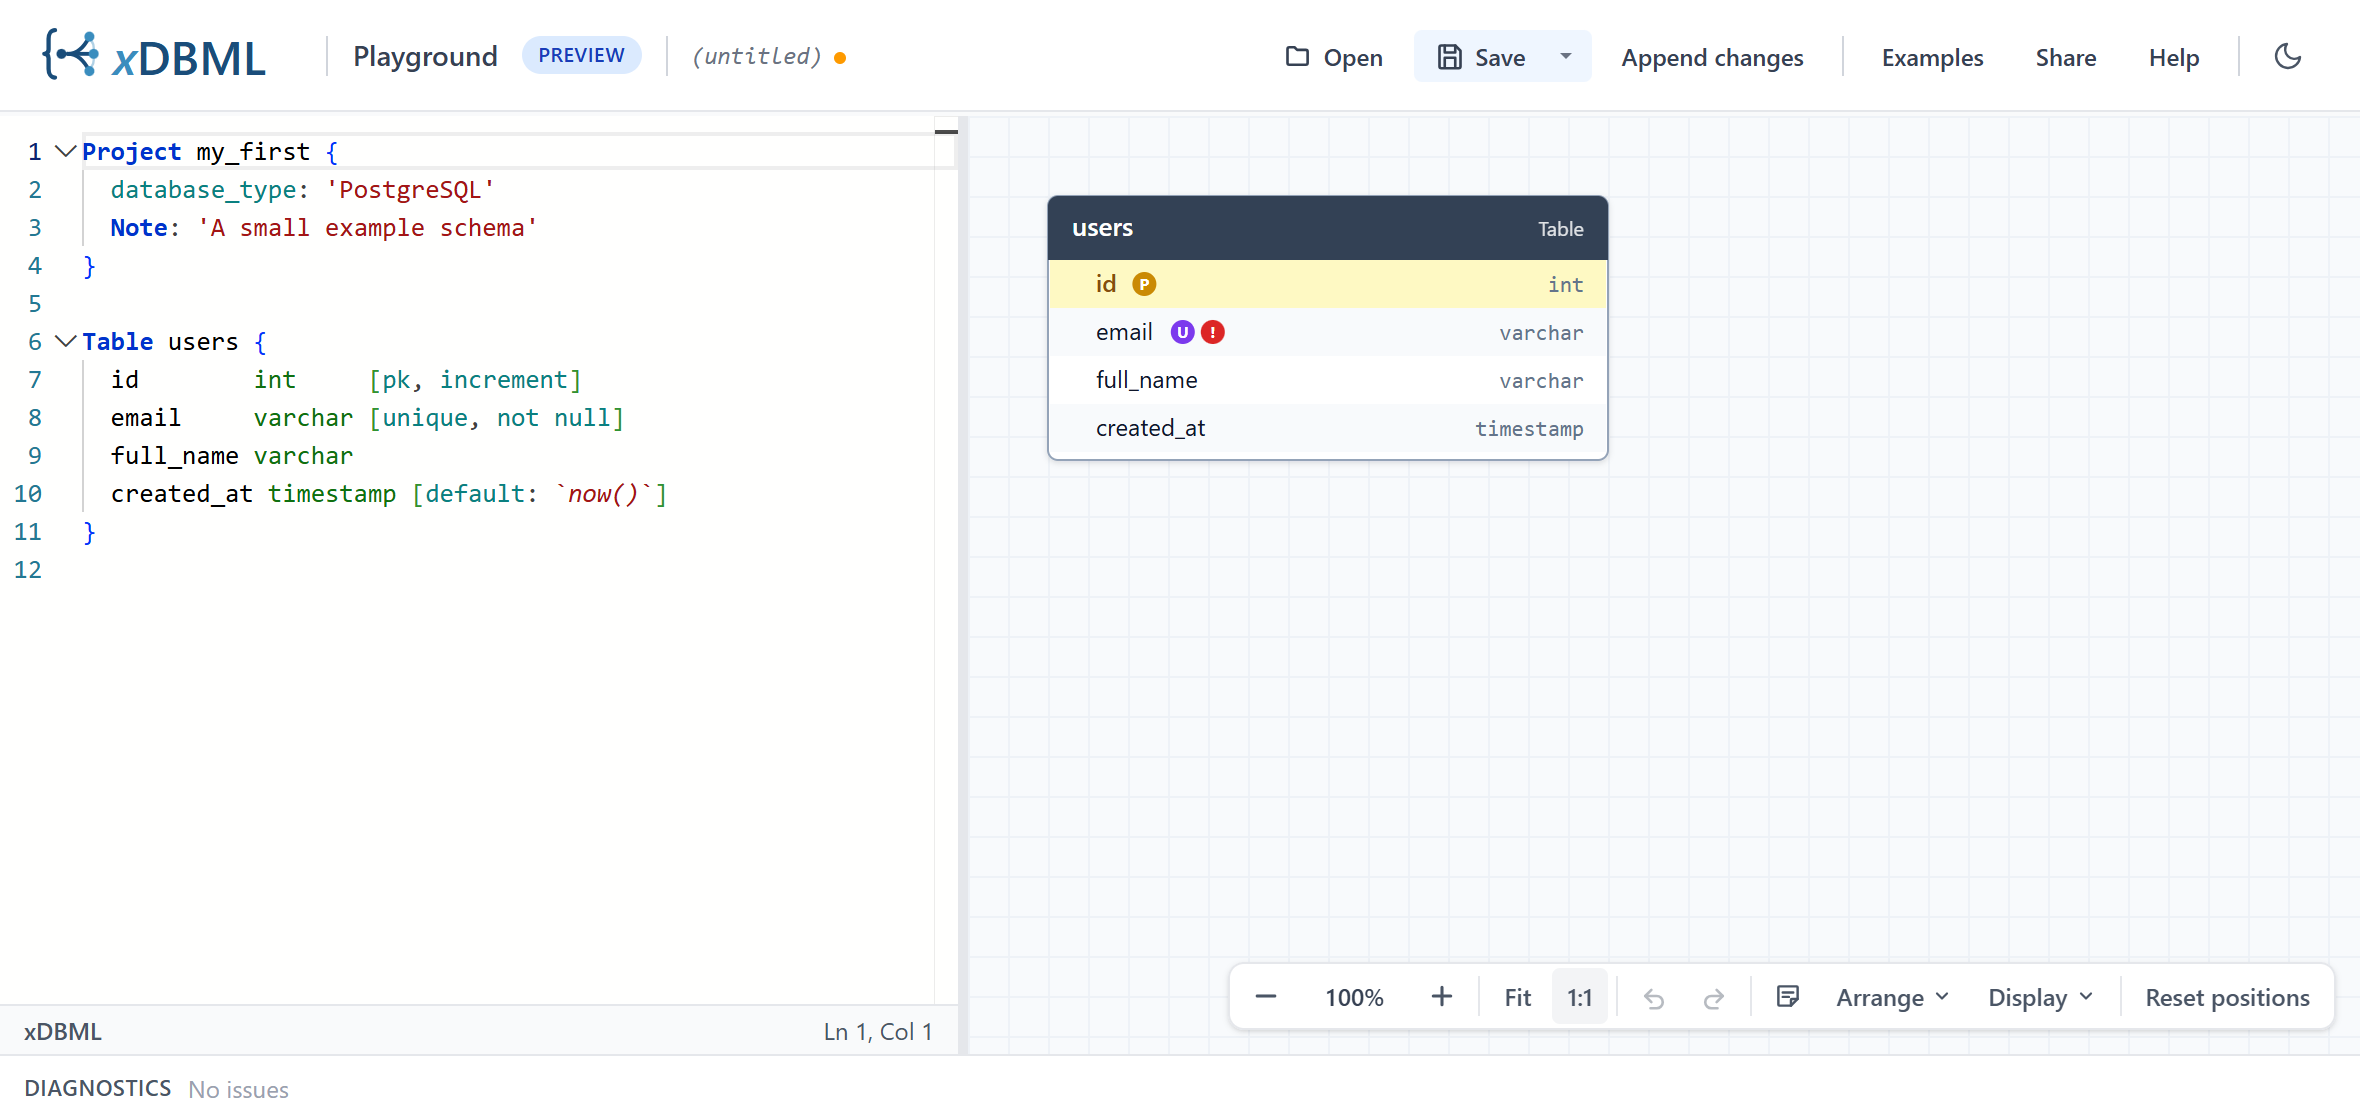 xDBML Playground PREVIEW (untitled) Open Save Append changes Examples Share Help
1 Project my_first {
2 database_type: 'PostgreSQL'
3 Note: 'A small example schema'
4 }
5
6 Table users {
7 id int [pk, increment]
8 email varchar [unique, not null]
9 full_name varchar
10 created_at timestamp [default: `now()`]
11 }
12
xDBML Ln 1, Col 1
users Table
id P int
email U ! varchar
full_name varchar
created_at timestamp
− 100% + Fit 1:1 Arrange Display Reset positions
DIAGNOSTICS No issues